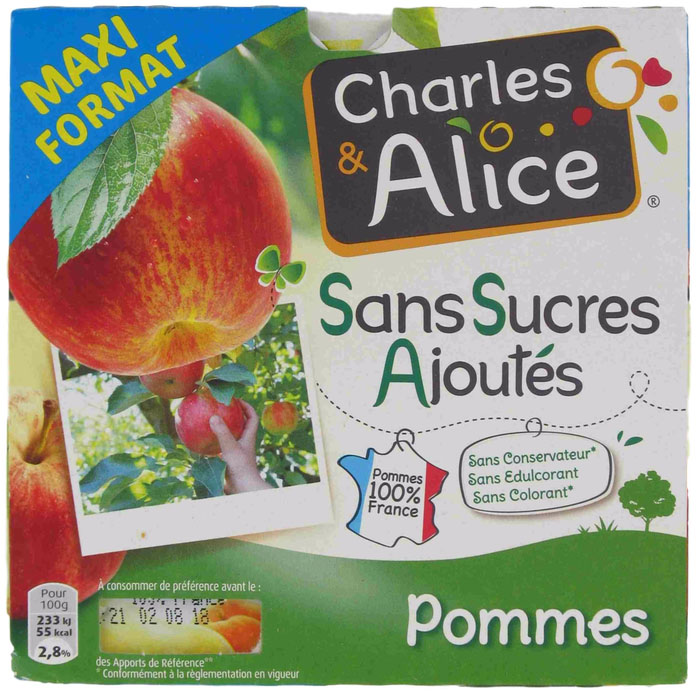 MAXI
FORMAT
Charles
& Alice
®
Sans Sucres
Ajoutés
Pommes
100%
France
Sans Conservateur*
Sans Edulcorant
Sans Colorant*
Pour
100g
233 kJ
55 kcal
2,8%
À consommer de préférence avant le :
21 02 08 18
des Apports de Référence**
* Conformément à la règlementation en vigueur
Pommes